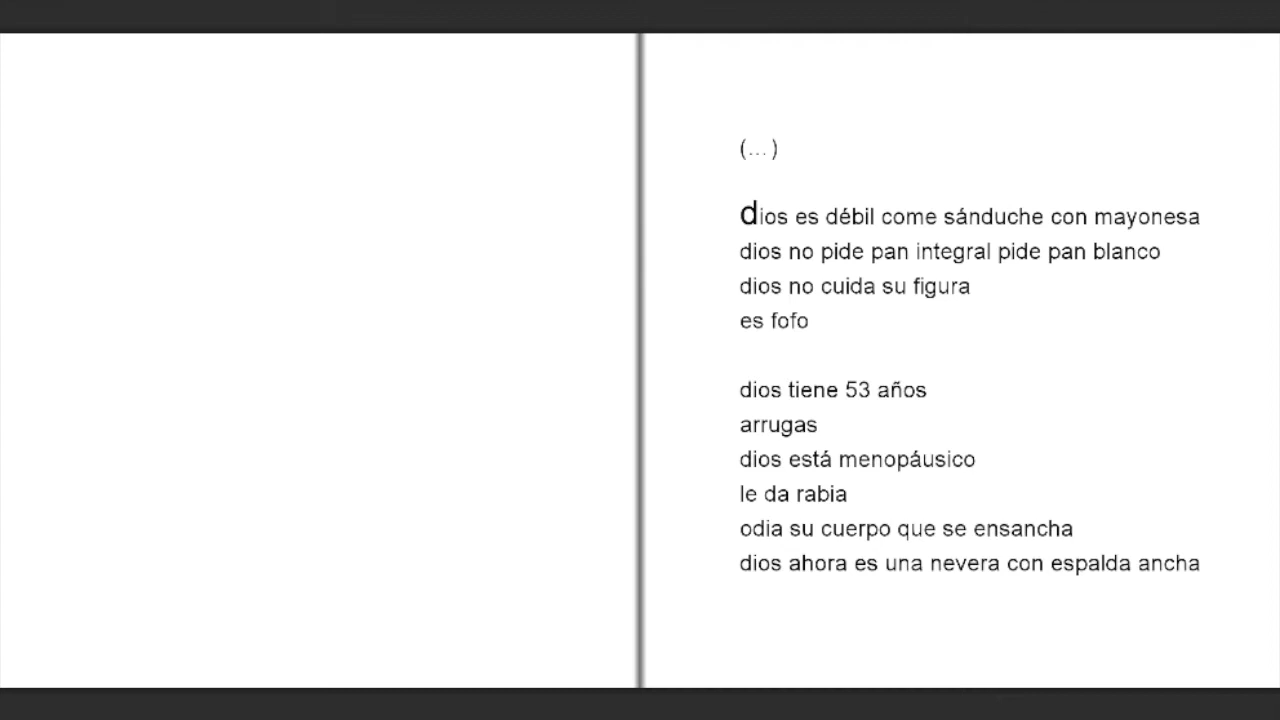 (...)
dios es débil come sánduche con mayonesa
dios no pide pan integral pide pan blanco
dios no cuida su figura
es fofo
dios tiene 53 años
arrugas
dios está menopáusico
le da rabia
odia su cuerpo que se ensancha
dios ahora es una nevera con espalda ancha